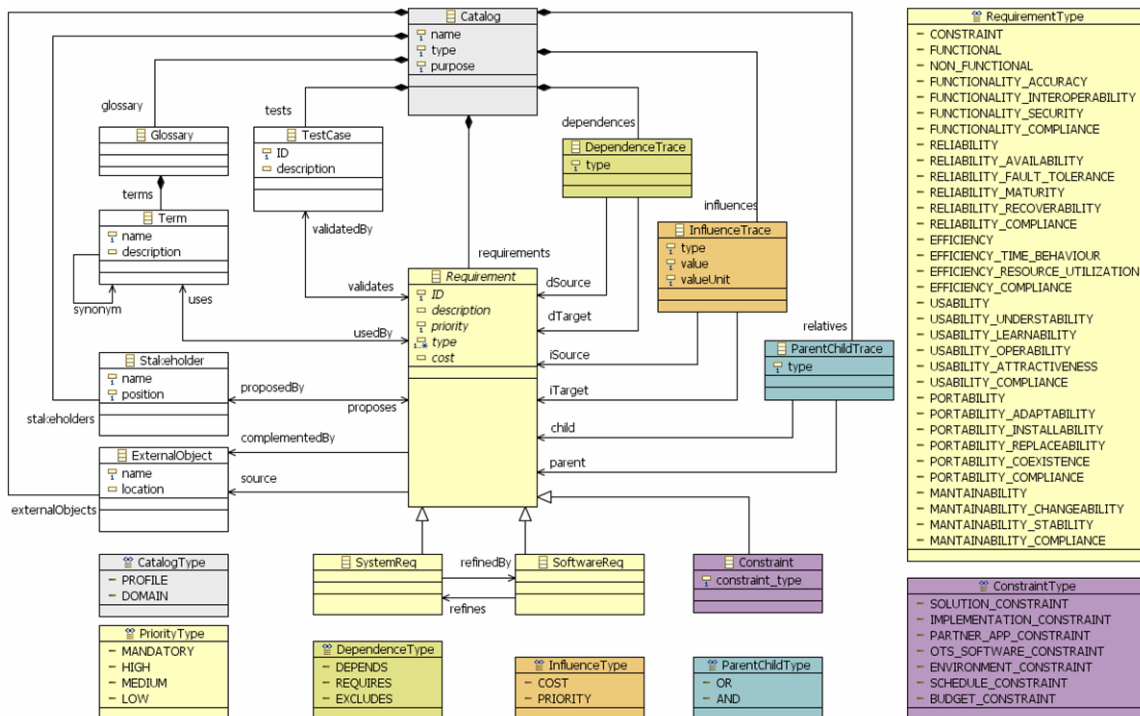 Catalog
name
type
purpose
glossary
tests
dependences
influences
relatives
Glossary
terms
TestCase
ID
description
DependenceTrace
type
Term
name
description
synonym
uses
usedBy
validatedBy
validates
requirements
InfluenceTrace
type
value
valueUnit
ParentChildTrace
type
Requirement
ID
description
priority
type
cost
dSource
dTarget
iSource
iTarget
child
parent
Stakeholder
name
position
stakeholders
proposedBy
proposes
complementedBy
source
ExternalObject
name
location
externalObjects
SystemReq
refinedBy
refines
SoftwareReq
Constraint
constraint_type
CatalogType
PROFILE
DOMAIN
PriorityType
MANDATORY
HIGH
MEDIUM
LOW
DependenceType
DEPENDS
REQUIRES
EXCLUDES
InfluenceType
COST
PRIORITY
ParentChildType
OR
AND
RequirementType
CONSTRAINT
FUNCTIONAL
NON_FUNCTIONAL
FUNCTIONALITY_ACCURACY
FUNCTIONALITY_INTEROPERABILITY
FUNCTIONALITY_SECURITY
FUNCTIONALITY_COMPLIANCE
RELIABILITY
RELIABILITY_AVAILABILITY
RELIABILITY_FAULT_TOLERANCE
RELIABILITY_MATURITY
RELIABILITY_RECOVERABILITY
RELIABILITY_COMPLIANCE
EFFICIENCY
EFFICIENCY_TIME_BEHAVIOUR
EFFICIENCY_RESOURCE_UTILIZATION
EFFICIENCY_COMPLIANCE
USABILITY
USABILITY_UNDERSTABILITY
USABILITY_LEARNABILITY
USABILITY_OPERABILITY
USABILITY_ATTRACTIVENESS
USABILITY_COMPLIANCE
PORTABILITY
PORTABILITY_ADAPTABILITY
PORTABILITY_INSTALLABILITY
PORTABILITY_REPLACEABILITY
PORTABILITY_COEXISTENCE
PORTABILITY_COMPLIANCE
MANTAINABILITY
MANTAINABILITY_CHANGEABILITY
MANTAINABILITY_STABILITY
MANTAINABILITY_COMPLIANCE
ConstraintType
SOLUTION_CONSTRAINT
IMPLEMENTATION_CONSTRAINT
PARTNER_APP_CONSTRAINT
OTS_SOFTWARE_CONSTRAINT
ENVIRONMENT_CONSTRAINT
SCHEDULE_CONSTRAINT
BUDGET_CONSTRAINT